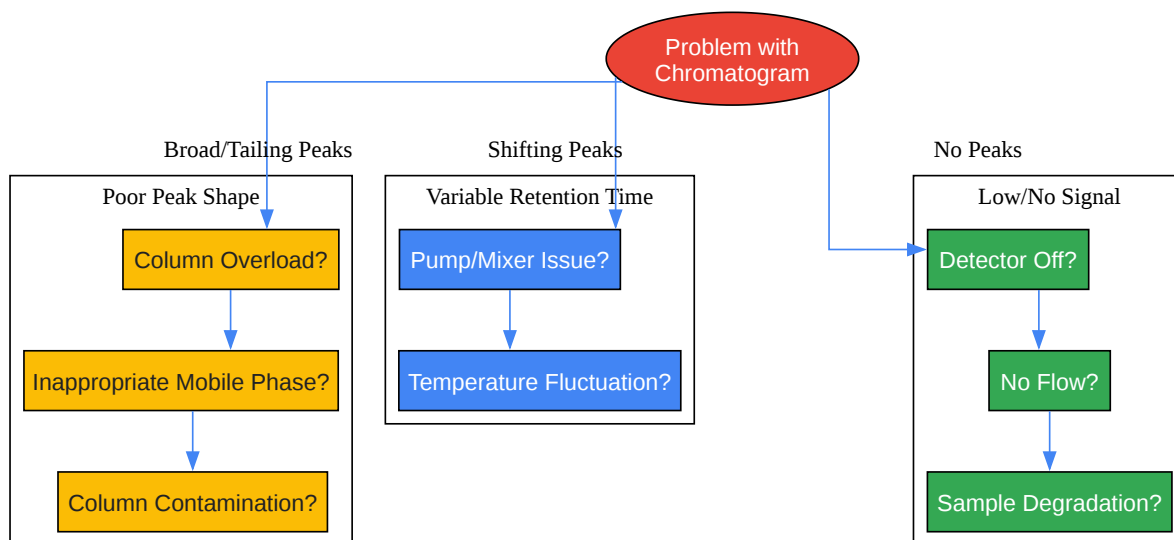 Problem with
Chromatogram
Broad/Tailing Peaks
Shifting Peaks
No Peaks
Poor Peak Shape
Variable Retention Time
Low/No Signal
Column Overload?
Pump/Mixer Issue?
Detector Off?
Inappropriate Mobile Phase?
Temperature Fluctuation?
No Flow?
Column Contamination?
Sample Degradation?